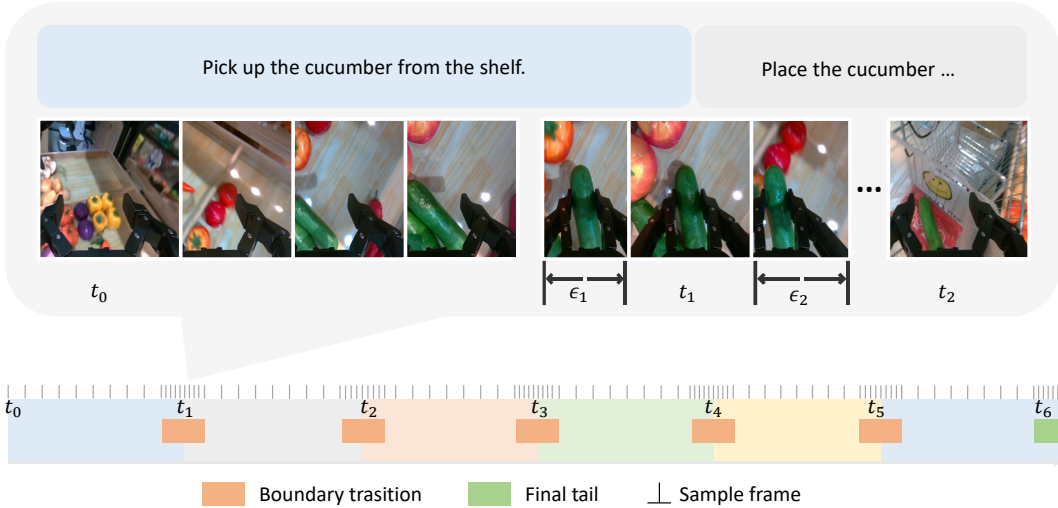 Pick up the cucumber from the shelf.
Place the cucumber ...
...
t₀ ϵ₁ t₁ ϵ₂ t₂
t₀ t₁ t₂ t₃ t₄ t₅ t₆
Boundary trasition Final tail Sample frame